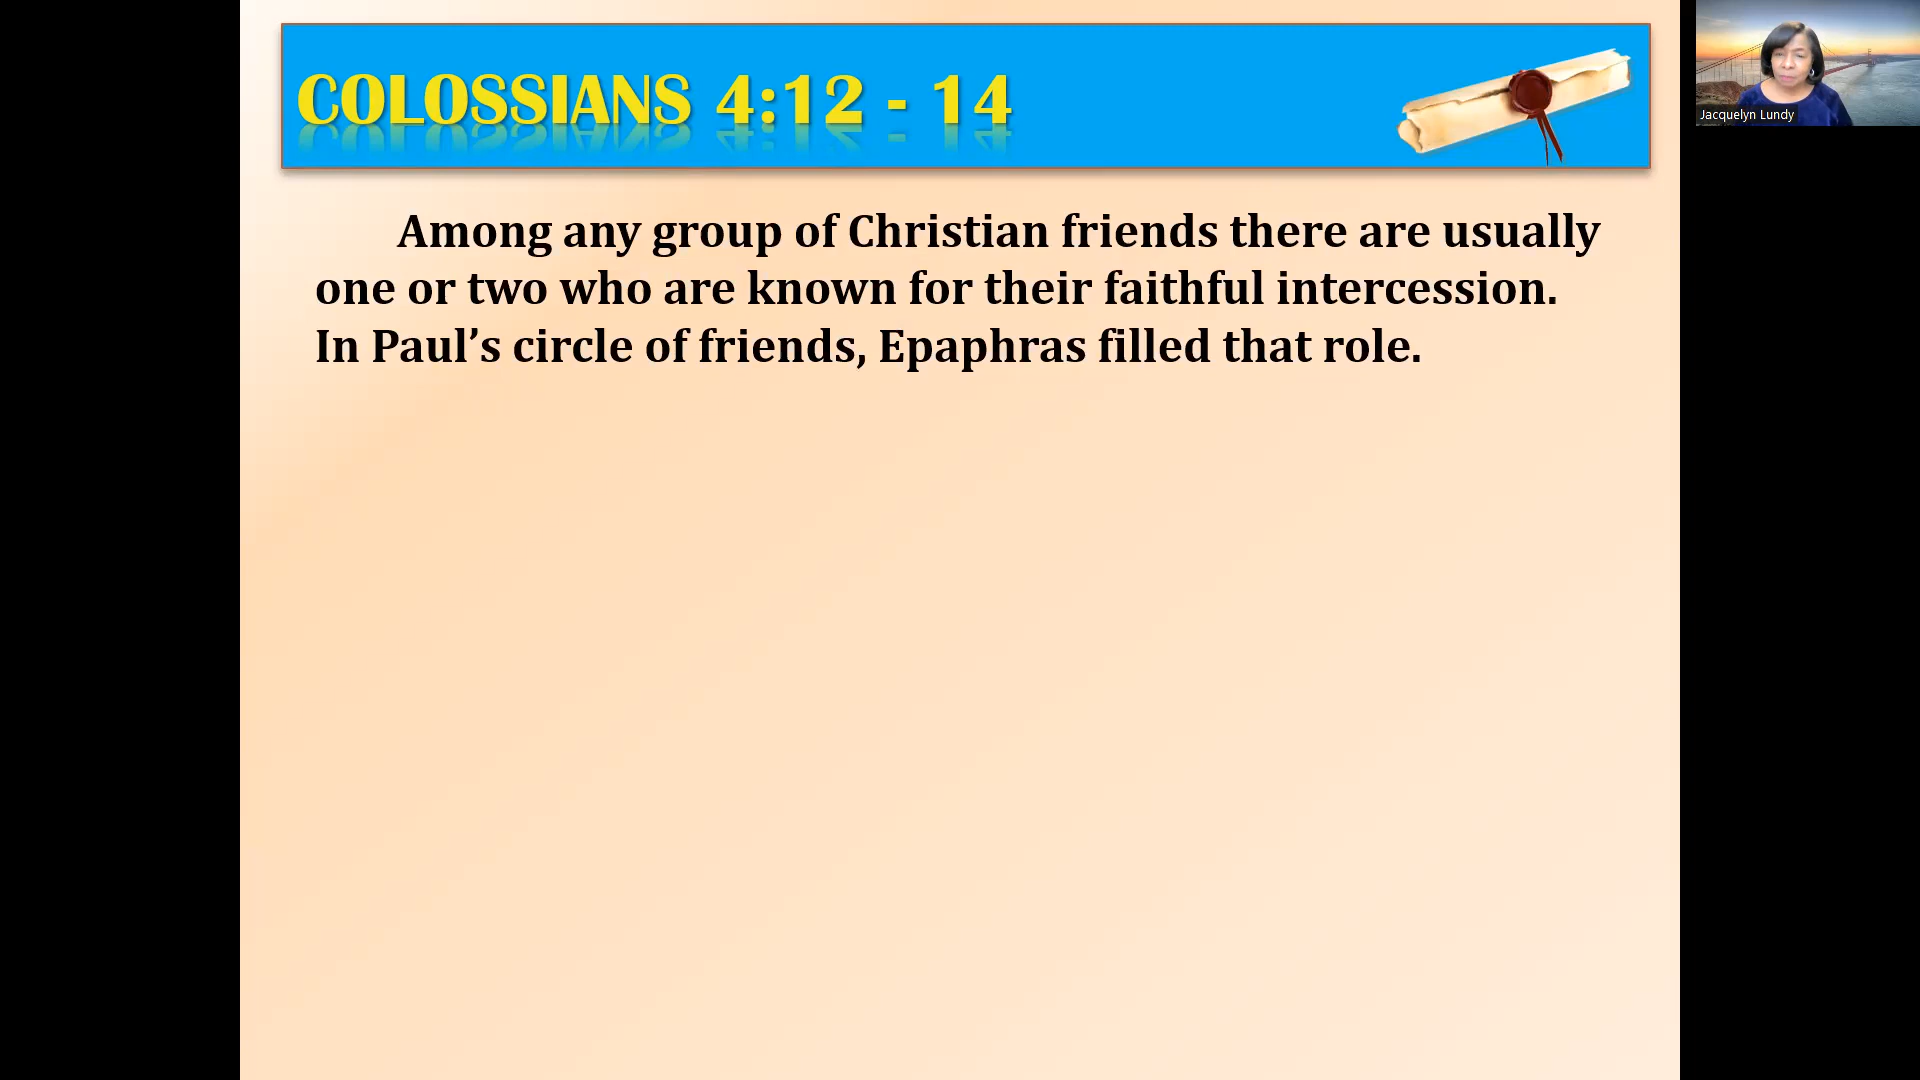 COLOSSIANS 4:12 - 14
Jacquelyn Lundy
Among any group of Christian friends there are usually
one or two who are known for their faithful intercession.
In Paul’s circle of friends, Epaphras filled that role.